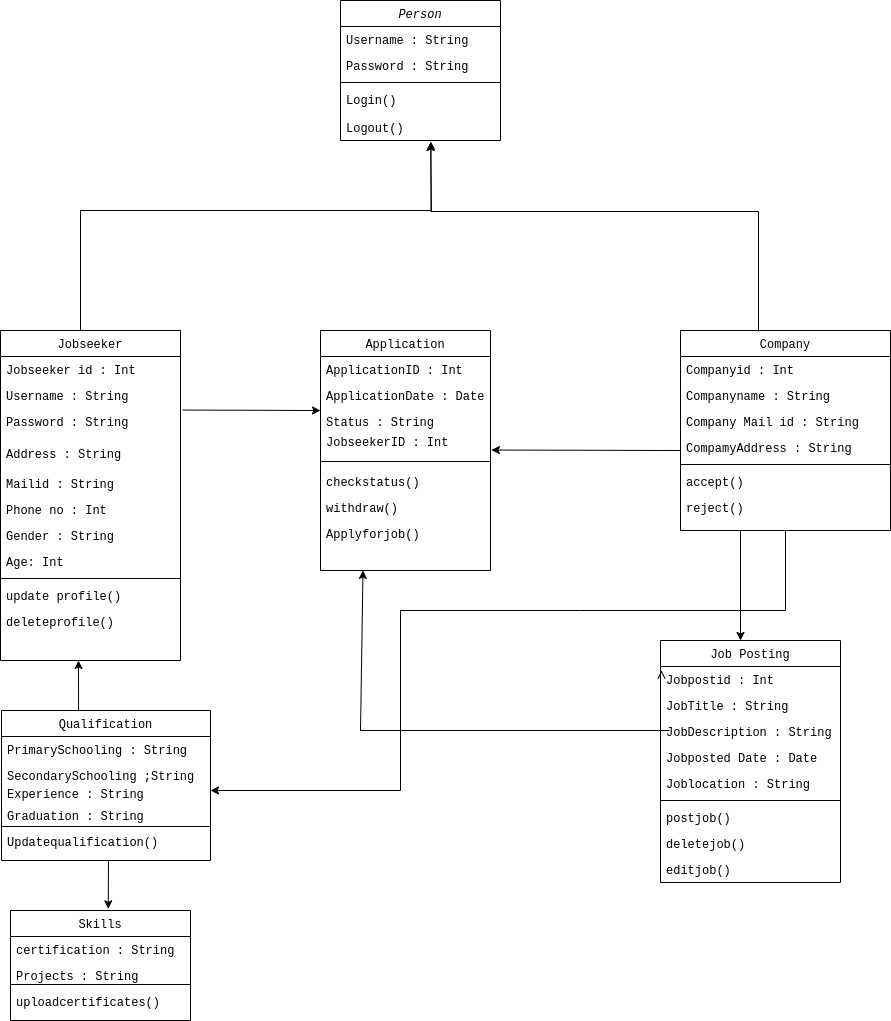 Person
Username : String
Password : String
Login()
Logout()
Jobseeker
Jobseeker id : Int
Username : String
Password : String
Address : String
Mailid : String
Phone no : Int
Gender : String
Age: Int
update profile()
deleteprofile()
Application
ApplicationID : Int
ApplicationDate : Date
Status : String
JobseekerID : Int
checkstatus()
withdraw()
Applyforjob()
Company
Companyid : Int
Companyname : String
Company Mail id : String
CompamyAddress : String
accept()
reject()
Job Posting
Jobpostid : Int
JobTitle : String
JobDescription : String
Jobposted Date : Date
Joblocation : String
postjob()
deletejob()
editjob()
Qualification
PrimarySchooling : String
SecondarySchooling ;String
Experience : String
Graduation : String
Updatequalification()
Skills
certification : String
Projects : String
uploadcertificates()